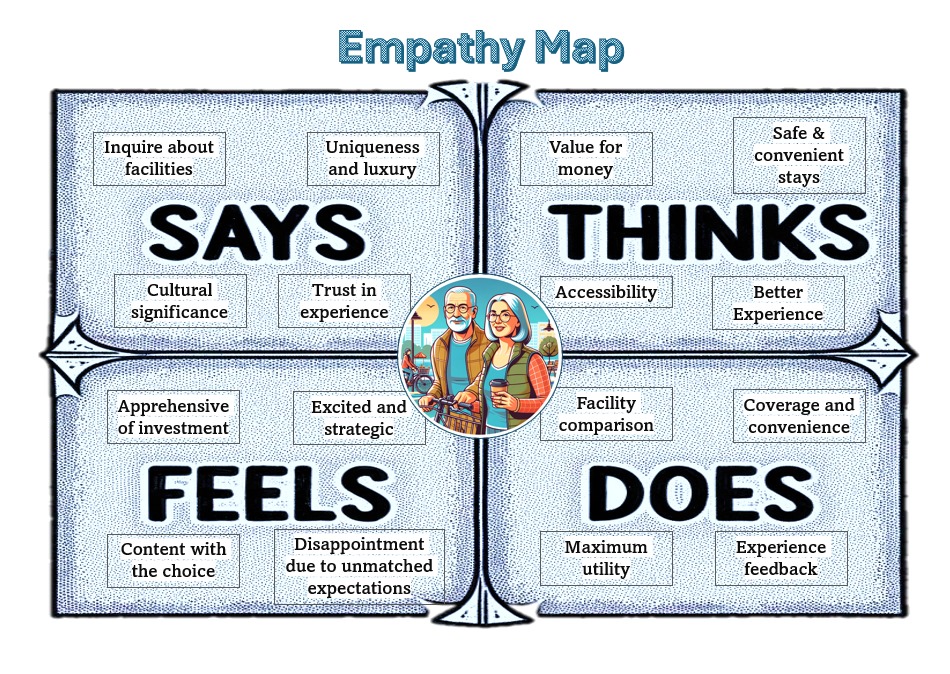 Empathy Map
Inquire about
facilities
Uniqueness
and luxury
SAYS
Cultural
significance
Trust in
experience
Value for
money
Safe &
convenient
stays
THINKS
Accessibility
Better
Experience
Apprehensive
of investment
Excited and
strategic
FEELS
Content with
the choice
Disappointment
due to unmatched
expectations
Facility
comparison
Coverage and
convenience
DOES
Maximum
utility
Experience
feedback